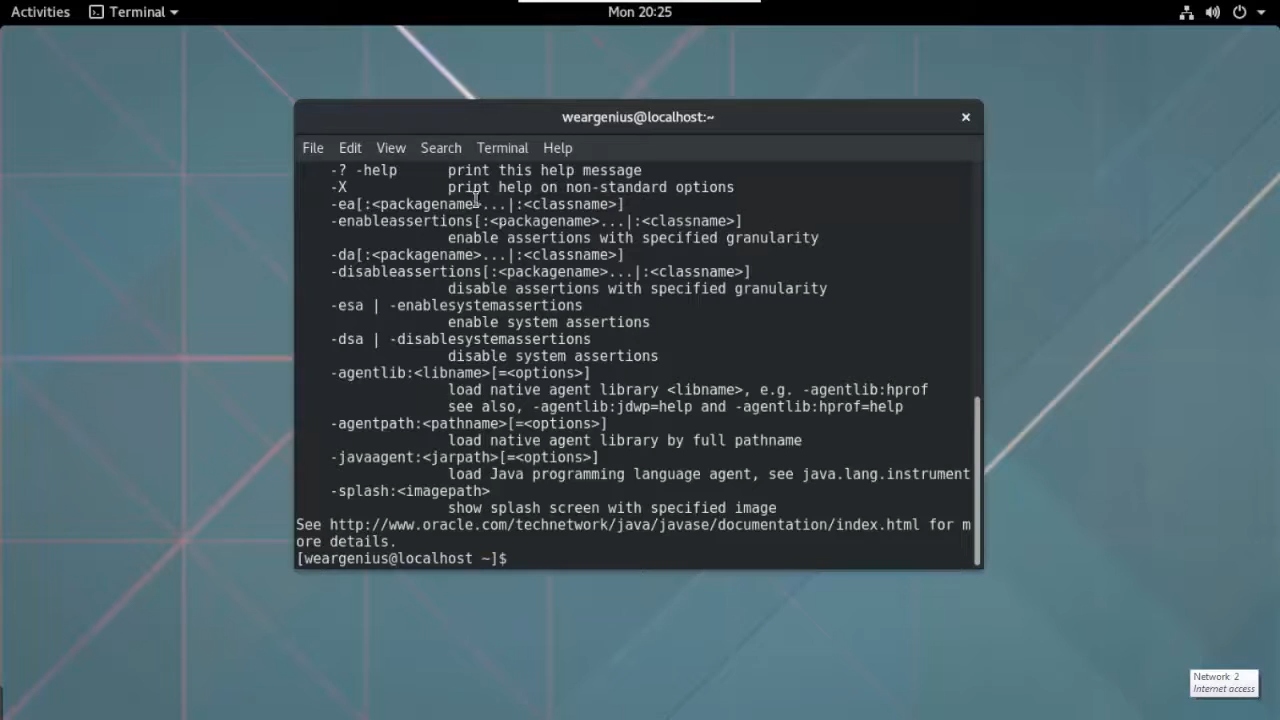 Activities Terminal Mon 20:25
weargenius@localhost:~
File Edit View Search Terminal Help
-? -help print this help message
-X print help on non-standard options
-ea[:<packagename>...|:<classname>]
-enableassertions[:<packagename>...|:<classname>]
enable assertions with specified granularity
-da[:<packagename>...|:<classname>]
-disableassertions[:<packagename>...|:<classname>]
disable assertions with specified granularity
-esa | -enablesystemassertions
enable system assertions
-dsa | -disablesystemassertions
disable system assertions
-agentlib:<libname>[=<options>]
load native agent library <libname>, e.g. -agentlib:hprof
see also, -agentlib:jdwp=help and -agentlib:hprof=help
-agentpath:<pathname>[=<options>]
load native agent library by full pathname
-javaagent:<jarpath>[=<options>]
load Java programming language agent, see java.lang.instrument
-splash:<imagepath>
show splash screen with specified image
See http://www.oracle.com/technetwork/java/javase/documentation/index.html for m
ore details.
[weargenius@localhost ~]$
Network 2
Internet access